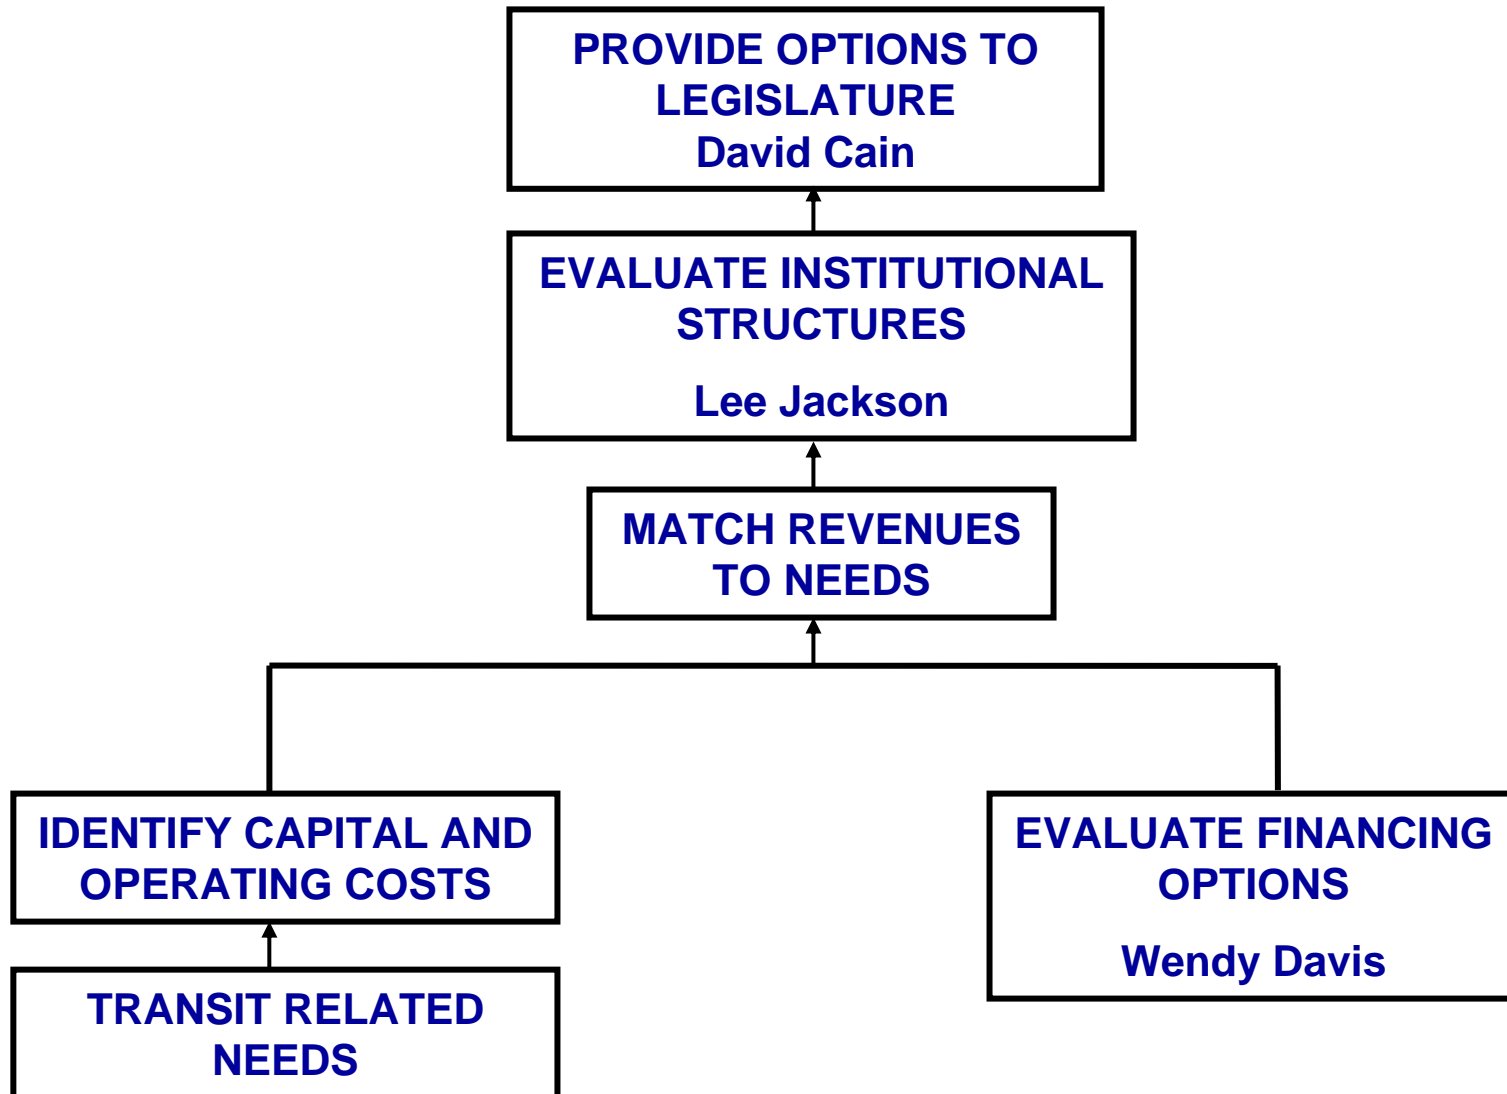 PROVIDE OPTIONS TO
LEGISLATURE
David Cain
EVALUATE INSTITUTIONAL
STRUCTURES
Lee Jackson
MATCH REVENUES
TO NEEDS
IDENTIFY CAPITAL AND
OPERATING COSTS
EVALUATE FINANCING
OPTIONS
Wendy Davis
TRANSIT RELATED
NEEDS